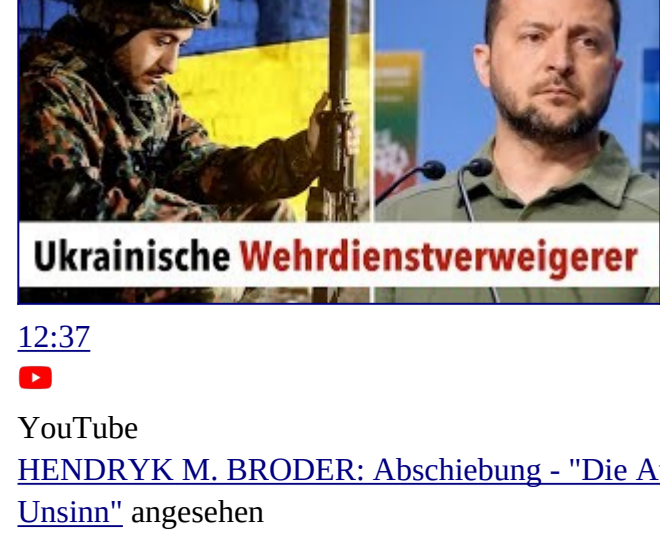 Ukrainische Wehrdienstverweigerer
12:37
YouTube
HENDRYK M. BRODER: Abschiebung - "Die
Unsinn" angesehen